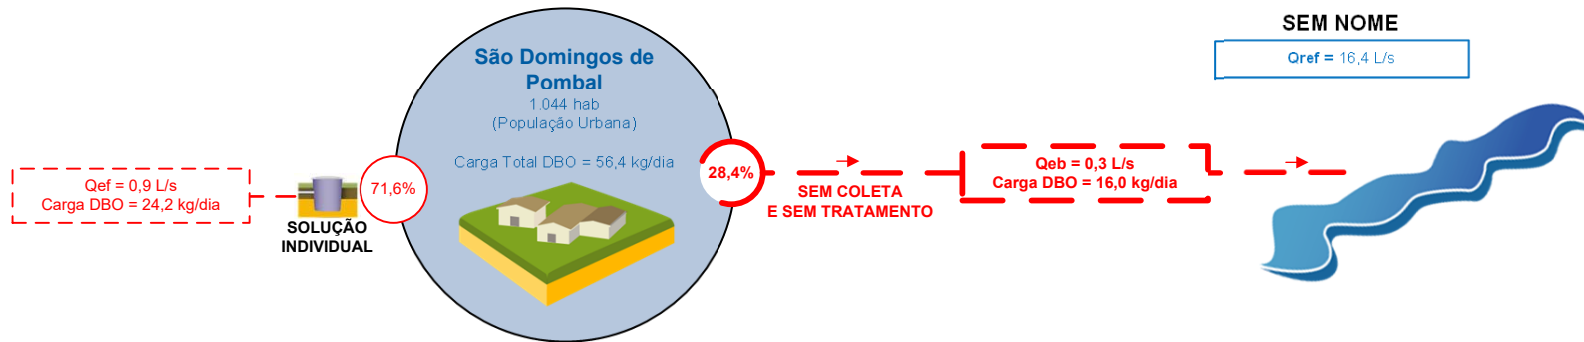 SEM NOME
Qref = 16,4 L/s
São Domingos de
Pombal
1.044 hab
(População Urbana)
Carga Total DBO = 56,4 kg/dia
Qef = 0,9 L/s
Carga DBO = 24,2 kg/dia
71,6%
SOLUÇÃO
INDIVIDUAL
28,4%
SEM COLETA
E SEM TRATAMENTO
Qeb = 0,3 L/s
Carga DBO = 16,0 kg/dia